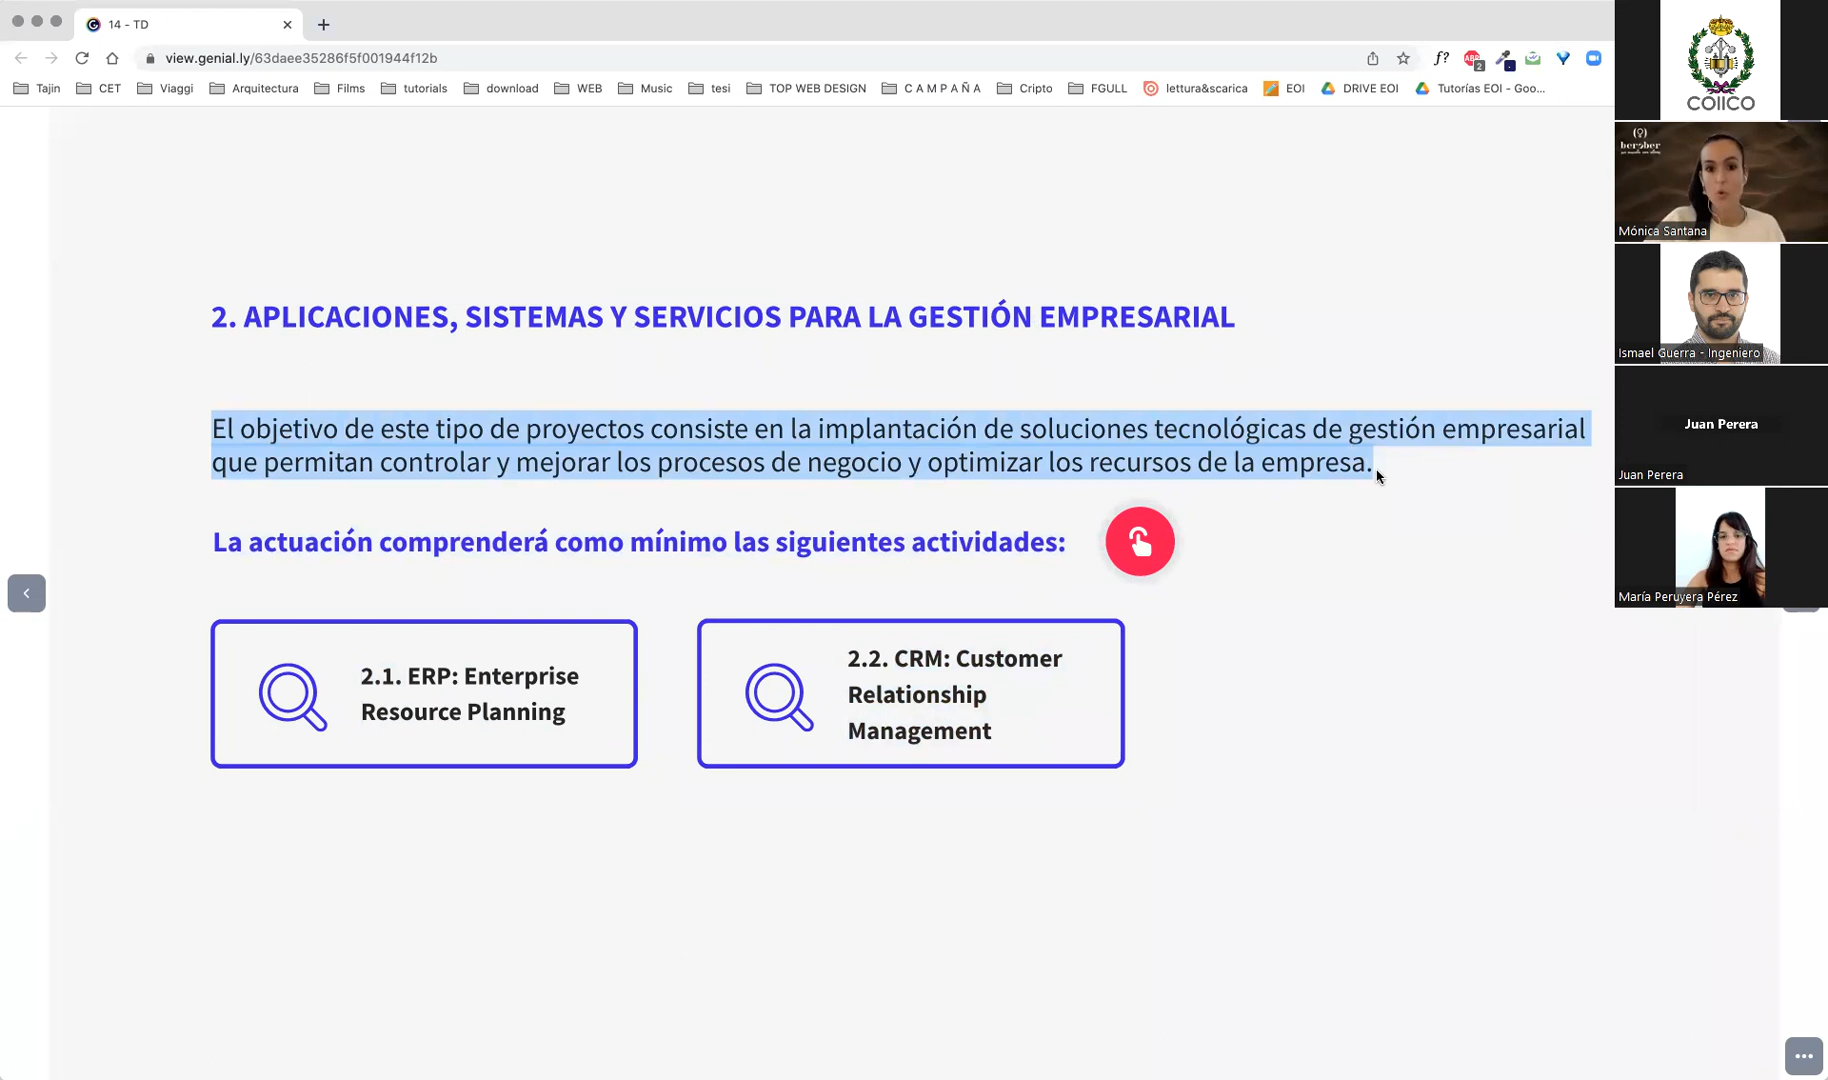 14 - TD
view.genial.ly/63daee35286f5f001944f12b
f?
ABP
2
Tajin
CET
Viaggi
Arquitectura
Films
tutorials
download
WEB
Music
tesi
TOP WEB DESIGN
C A M P A Ñ A
Cripto
FGULL
lettura&scarica
EOI
DRIVE EOI
Tutorías EOI - Goo...
2. APLICACIONES, SISTEMAS Y SERVICIOS PARA LA GESTIÓN EMPRESARIAL
El objetivo de este tipo de proyectos consiste en la implantación de soluciones tecnológicas de gestión empresarial
que permitan controlar y mejorar los procesos de negocio y optimizar los recursos de la empresa.
La actuación comprenderá como mínimo las siguientes actividades:
2.1. ERP: Enterprise
Resource Planning
2.2. CRM: Customer
Relationship
Management
COIICO
Mónica Santana
Ismael Guerra - Ingeniero
Juan Perera
Juan Perera
María Peruyera Pérez